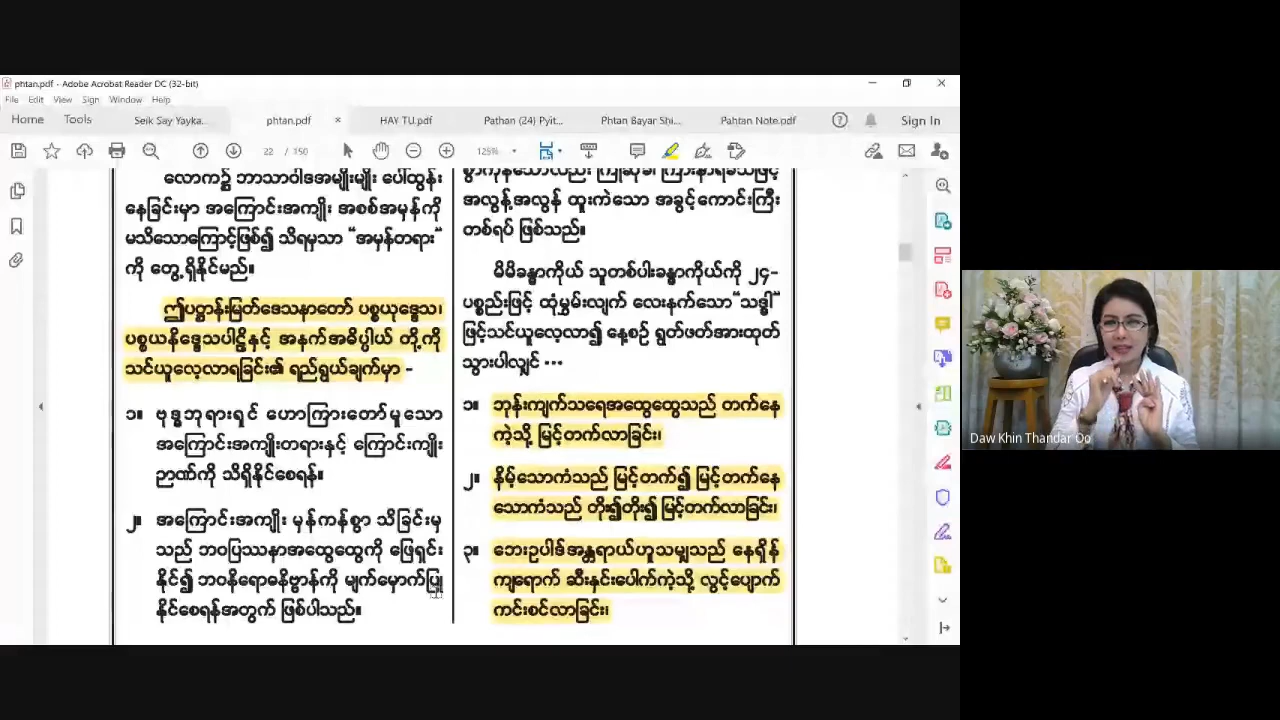 phtan.pdf - Adobe Acrobat Reader DC (32-bit)
File Edit View Sign Window Help
Home Tools Seik Say Yayka... phtan.pdf × HAY TU.pdf Pathan (24) Pyit... Phtan Bayar Shi... Pahtan Note.pdf Sign In
22 / 150 125%
လောက၌ ဘာသာဝါဒအမျိုးမျိုး ပေါ်ထွန်း
နေခြင်းမှာ အကြောင်းအကျိုး အစစ်အမှန်ကို
မသိသောကြောင့်ဖြစ်၍ သိရမှသာ “အမှန်တရား”
ကို တွေ့ရှိနိုင်မည်။
ဤပဋ္ဌာန်းမြတ်ဒေသနာတော် ပစ္စယုဒ္ဒေသ၊
ပစ္စယနိဒ္ဒေသပါဠိနှင့် အနက်အဓိပ္ပါယ် တို့ကို
သင်ယူလေ့လာရခြင်း၏ ရည်ရွယ်ချက်မှာ -
၁။ ဗုဒ္ဓဘုရားရှင် ဟောကြားတော်မူသော
အကြောင်းအကျိုးတရားနှင့် ကြောင်းကျိုး
ဉာဏ်ကို သိရှိနိုင်စေရန်။
၂။ အကြောင်းအကျိုး မှန်ကန်စွာ သိခြင်းမှ
သည် ဘဝပြဿနာအထွေထွေကို ဖြေရှင်း
နိုင်၍ ဘဝနိရောဓနိဗ္ဗာန်ကို မျက်မှောက်ပြု
နိုင်စေရန်အတွက် ဖြစ်ပါသည်။
အလွန့်အလွန် ထူးကဲသော အခွင့်ကောင်းကြီး
တစ်ရပ် ဖြစ်သည်။
မိမိခန္ဓာကိုယ် သူတစ်ပါးခန္ဓာကိုယ်ကို ၂၄-
ပစ္စည်းဖြင့် ထုံမွှမ်းလျက် လေးနက်သော“သဒ္ဓါ”
ဖြင့်သင်ယူလေ့လာ၍ နေ့စဉ် ရွတ်ဖတ်အားထုတ်
သွားပါလျှင် •••
၁။ ဘုန်းကျက်သရေအထွေထွေသည် တက်နေ
ကဲ့သို့ မြင့်တက်လာခြင်း၊
၂။ နိမ့်သောကံသည် မြင့်တက်၍ မြင့်တက်နေ
သောကံသည် တိုး၍တိုး၍ မြင့်တက်လာခြင်း၊
၃။ ဘေးဥပါဒ်အန္တရာယ်ဟူသမျှသည် နေရှိန်
ကျရောက် ဆီးနှင်းပေါက်ကဲ့သို့ လွင့်ပျောက်
ကင်းစင်လာခြင်း၊
Daw Khin Thandar Oo